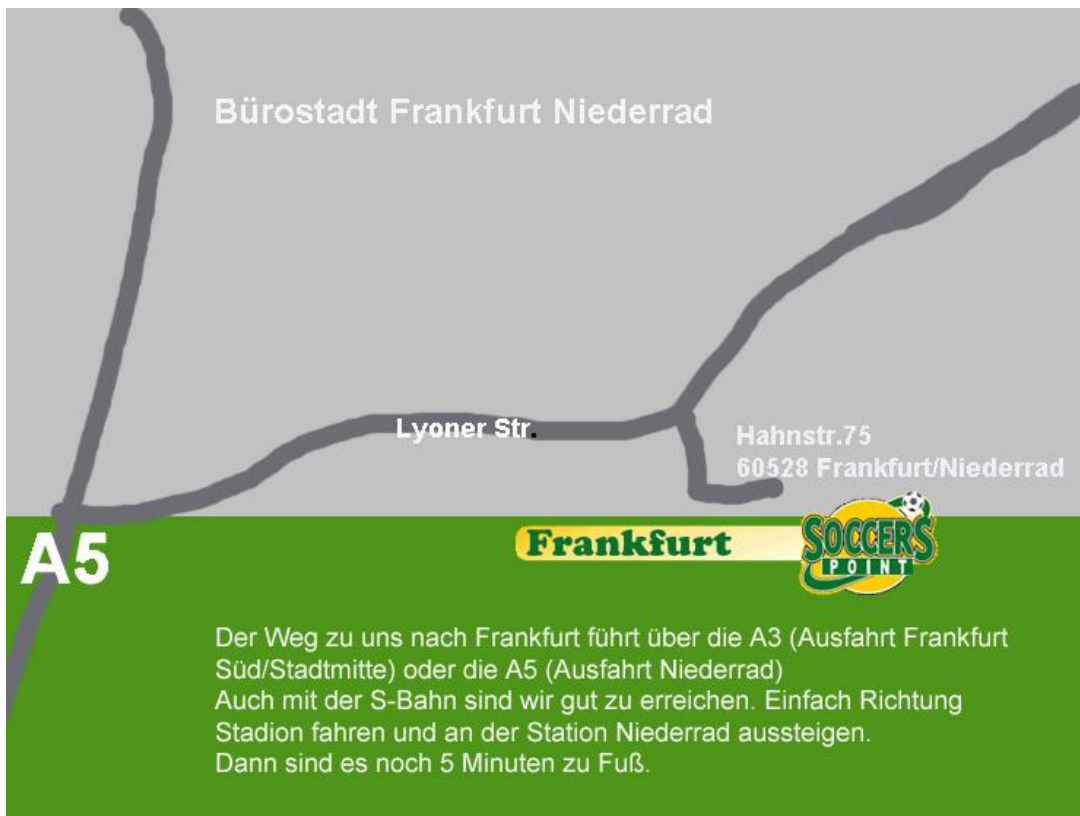 Bürostadt Frankfurt Niederrad
Lyoner Str.
Hahnstr.75
60528 Frankfurt/Niederrad
A5
Frankfurt
SOCCERS
POINT
Der Weg zu uns nach Frankfurt führt über die A3 (Ausfahrt Frankfurt
Süd/Stadtmitte) oder die A5 (Ausfahrt Niederrad)
Auch mit der S-Bahn sind wir gut zu erreichen. Einfach Richtung
Stadion fahren und an der Station Niederrad aussteigen.
Dann sind es noch 5 Minuten zu Fuß.